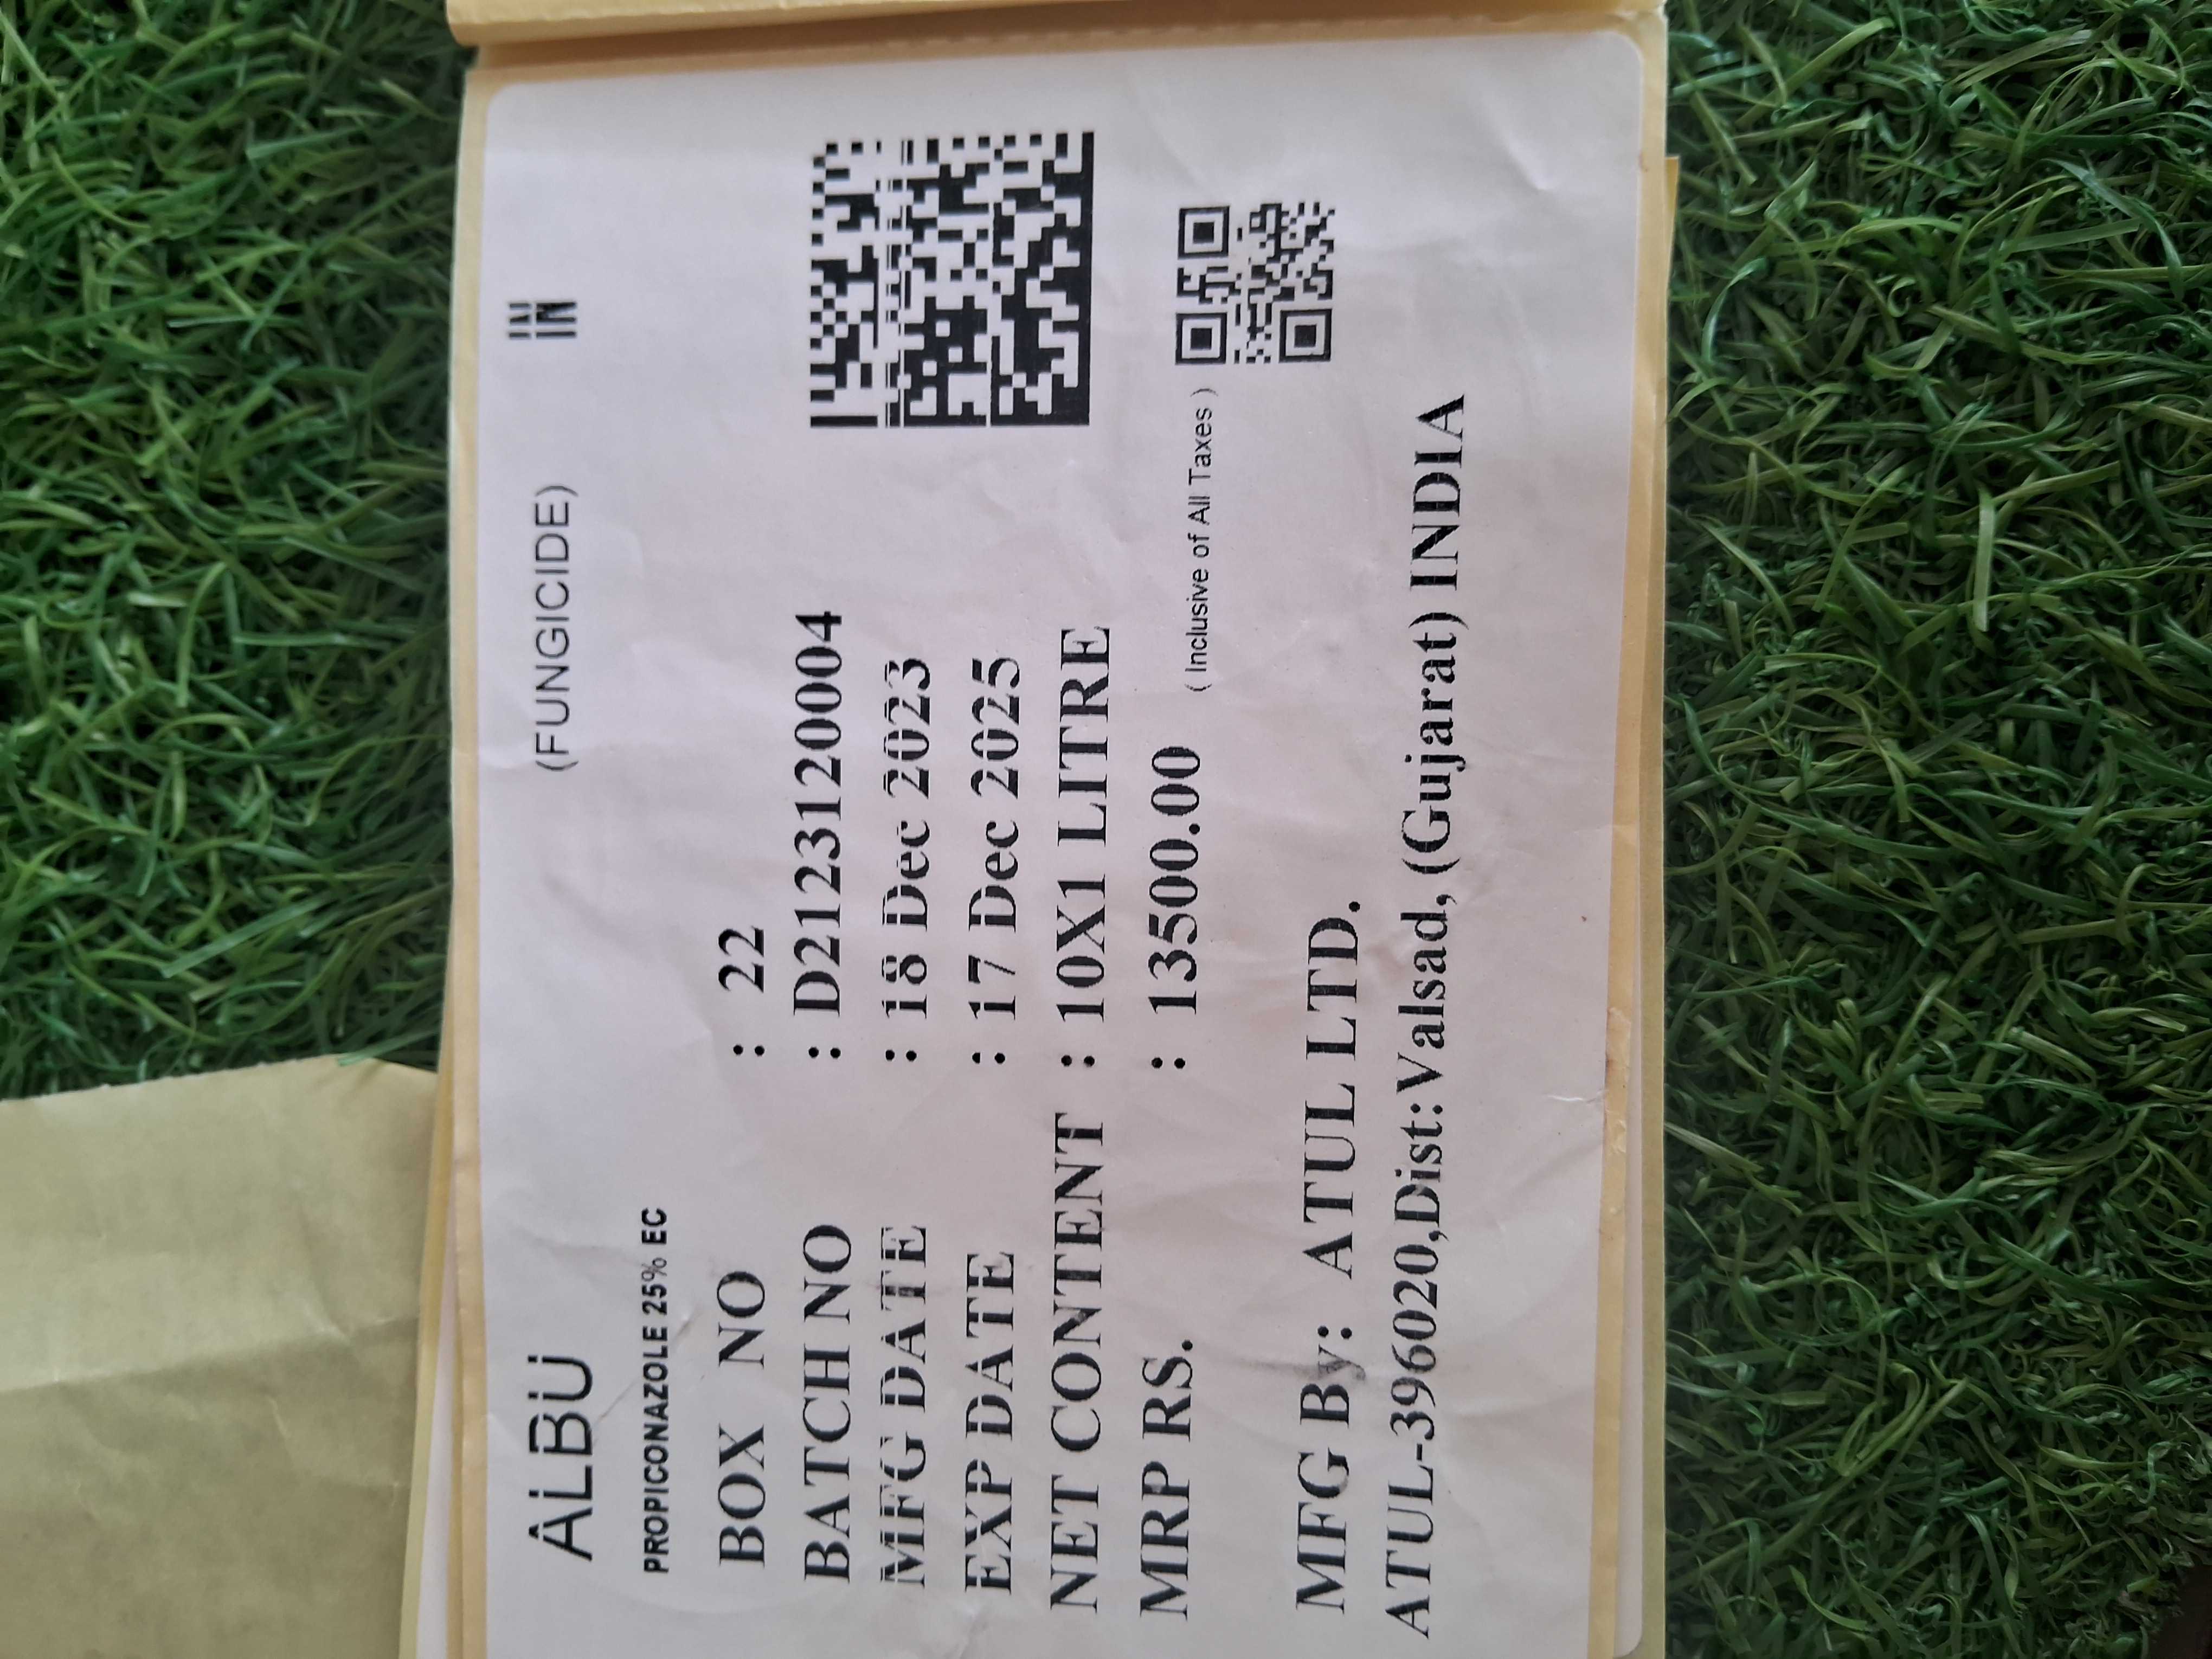 ALBU (FUNGICIDE) IN
PROPICONAZOLE 25% EC
BOX NO : 22
BATCH NO : D2123120004
MFG DATE : 18 Dec 2023
EXP DATE : 17 Dec 2025
NET CONTENT : 10X1 LITRE
MRP RS. : 13500.00 ( Inclusive of All Taxes )
MFG By: ATUL LTD.
ATUL-396020,Dist:Valsad, (Gujarat) INDIA